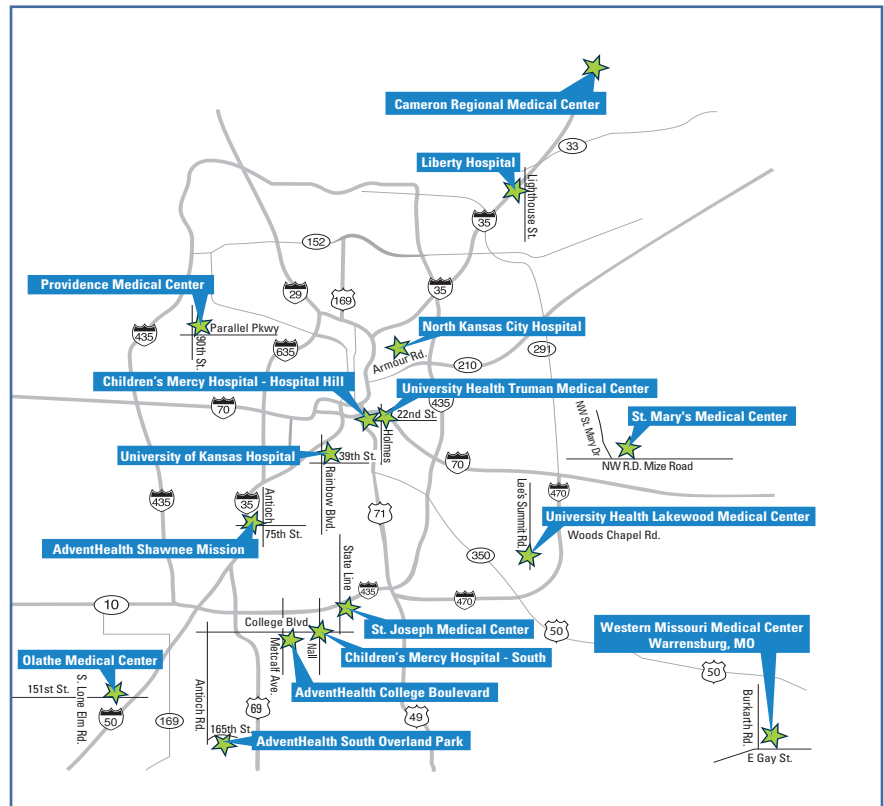 Cameron Regional Medical Center
33
Liberty Hospital
Lighthouse St.
35
152
Providence Medical Center
29
169
35
North Kansas City Hospital
435
90th St.
Parallel Pkwy
635
Armour Rd.
210
291
Children's Mercy Hospital - Hospital Hill
University Health Truman Medical Center
70
22nd St.
435
Holmes
NW St. Mary Dr
St. Mary's Medical Center
University of Kansas Hospital
39th St.
70
NW R.D. Mize Road
Rainbow Blvd.
435
35
Antioch
71
Lee's Summit Rd.
470
University Health Lakewood Medical Center
75th St.
Woods Chapel Rd.
AdventHealth Shawnee Mission
State Line
350
10
435
470
College Blvd.
St. Joseph Medical Center
50
Western Missouri Medical Center
Warrensburg, MO
Metcalf Ave.
Nall
Children's Mercy Hospital - South
Olathe Medical Center
50
151st St.
S. Lone Elm Rd.
AdventHealth College Boulevard
50
169
Antioch Rd.
69
49
165th St.
AdventHealth South Overland Park
Burkarth Rd.
E Gay St.